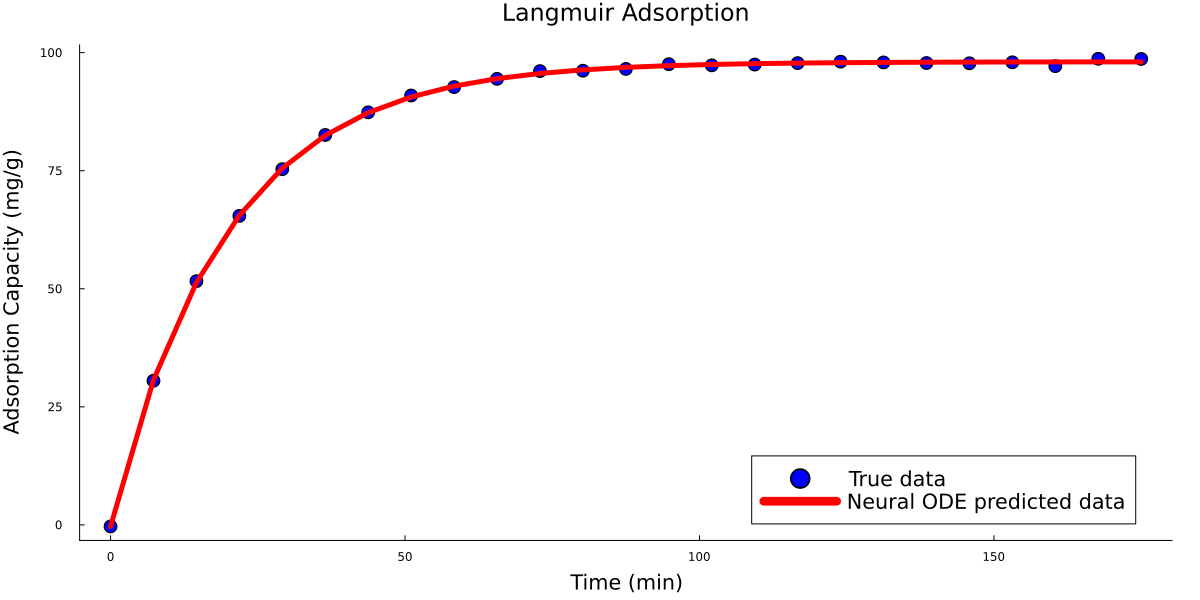 Langmuir Adsorption
Adsorption Capacity (mg/g)
100
75
50
25
0
0
50
100
150
Time (min)
True data
Neural ODE predicted data